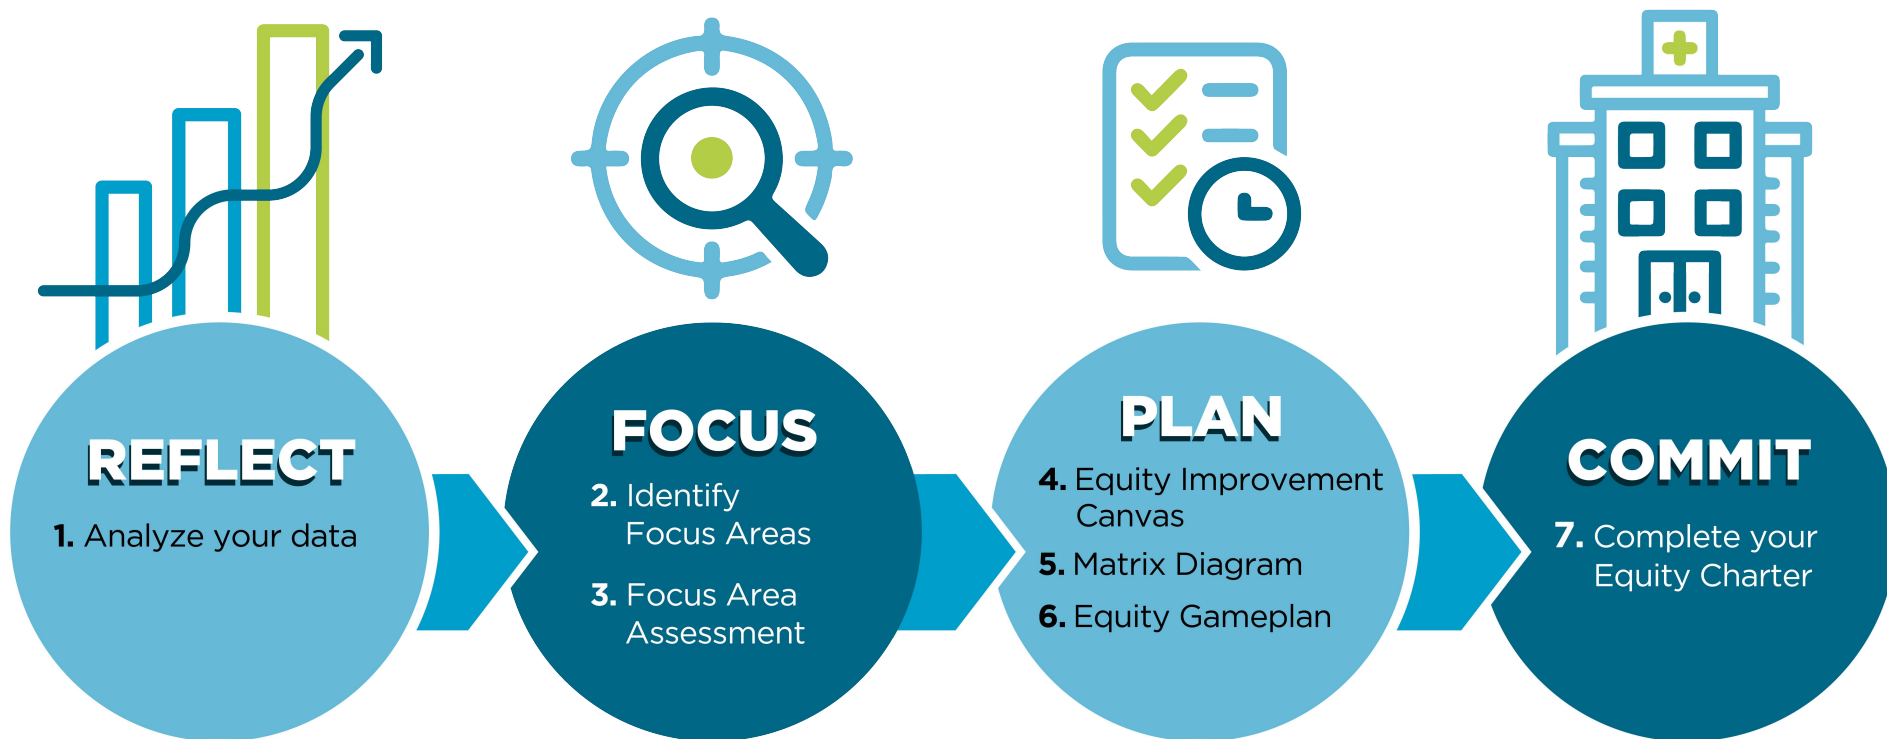 REFLECT
1. Analyze your data
FOCUS
2. Identify
Focus Areas
3. Focus Area
Assessment
PLAN
4. Equity Improvement
Canvas
5. Matrix Diagram
6. Equity Gameplan
COMMIT
7. Complete your
Equity Charter